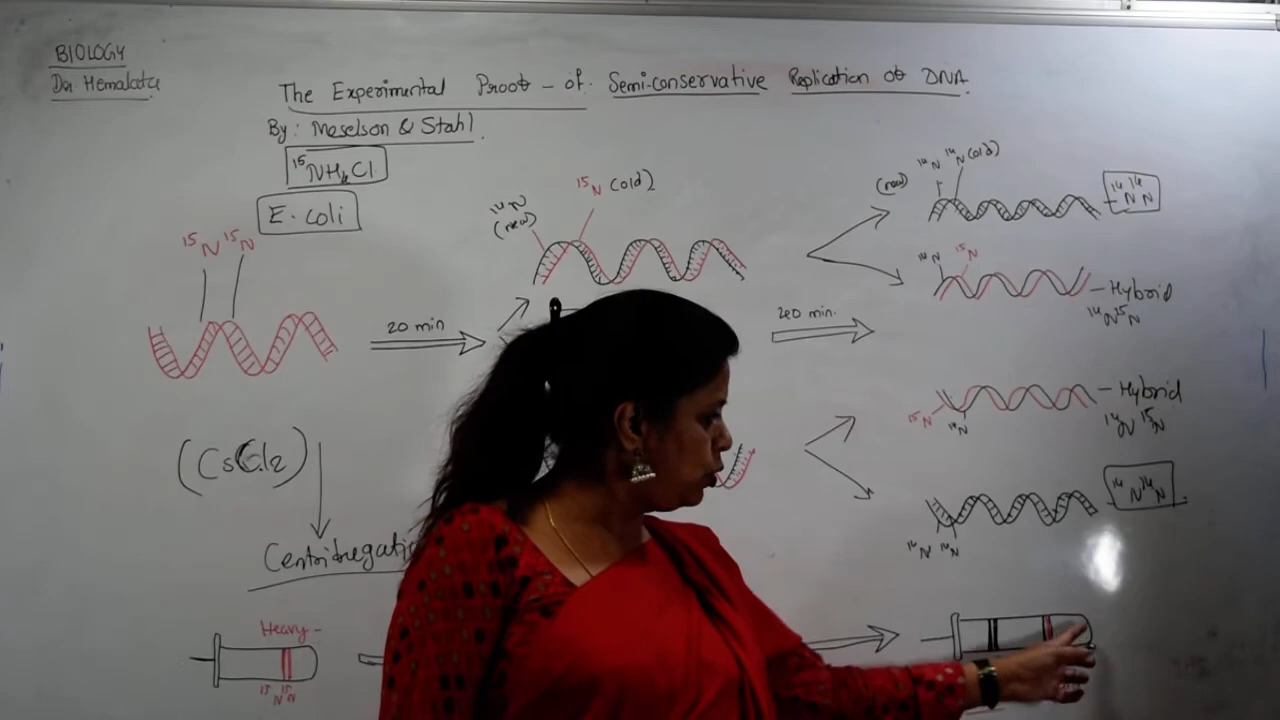 BIOLOGY
Dr. Hemalata
The Experimental Proof - of Semi-conservative Replication of DNA
By: Meselson & Stahl.
15NH4Cl
E. coli
15N 15N
20 min
14N (new)
15N (old)
40 min.
(new) 14N 14N (old)
14N 14N
14N 15N
Hybrid
14N 15N
Hybrid
14N 15N
15N 14N
14N 14N
14N 14N
(CsCl2)
Heavy
15N 15N